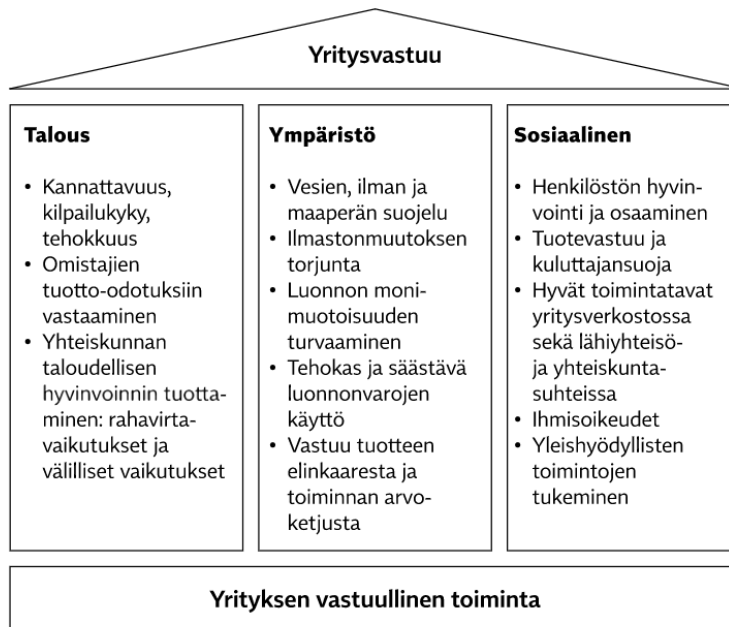 Yritysvastuu
Talous
• Kannattavuus,
kilpailukyky,
tehokkuus
• Omistajien
tuotto-odotuksiin
vastaaminen
• Yhteiskunnan
taloudellisen
hyvinvoinnin tuotta-
minen: rahavirta-
vaikutukset ja
välilliset vaikutukset
Ympäristö
• Vesien, ilman ja
maaperän suojelu
• Ilmastonmuutoksen
torjunta
• Luonnon moni-
muotoisuuden
turvaaminen
• Tehokas ja säästävä
luonnonvarojen
käyttö
• Vastuu tuotteen
elinkaaresta ja
toiminnan arvo-
ketjusta
Sosiaalinen
• Henkilöstön hyvin-
vointi ja osaaminen
• Tuotevastuu ja
kuluttajansuoja
• Hyvät toimintatavat
yritysverkostossa
sekä lähiyhteisö-
ja yhteiskunta-
suhteissa
• Ihmisoikeudet
• Yleishyödyllisten
toimintojen
tukeminen
Yrityksen vastuullinen toiminta